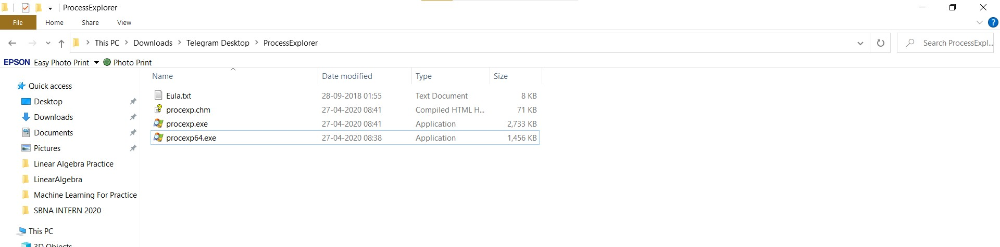 ProcessExplorer
File Home Share View
This PC Downloads Telegram Desktop ProcessExplorer Search ProcessExpl...
EPSON Easy Photo Print Photo Print
Name Date modified Type Size
Quick access
Desktop
Downloads
Documents
Pictures
Linear Algebra Practice
LinearAlgebra
Machine Learning For Practice
SBNA INTERN 2020
This PC
3D Objects
Eula.txt 28-09-2018 01:55 Text Document 8 KB
procexp.chm 27-04-2020 08:41 Compiled HTML H... 71 KB
procexp.exe 27-04-2020 08:41 Application 2,733 KB
procexp64.exe 27-04-2020 08:38 Application 1,456 KB